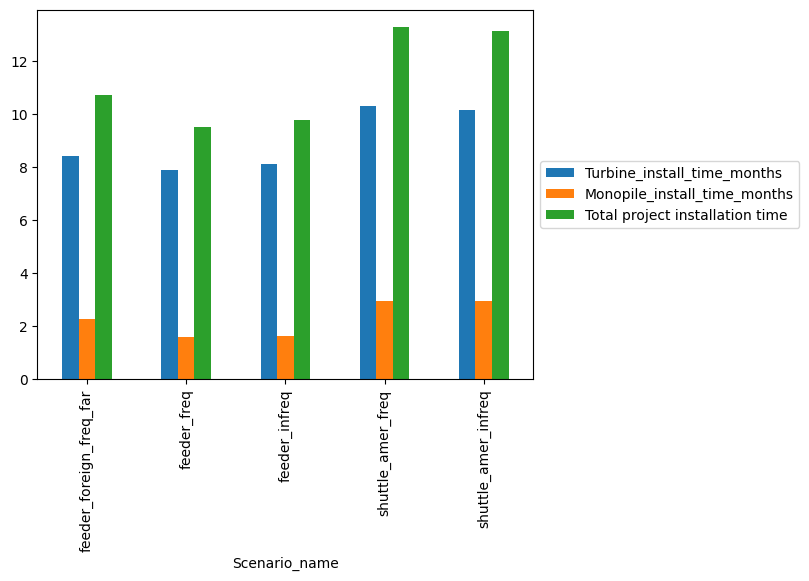 12
10
8
6
4
2
0
feeder_foreign_freq_far
feeder_freq
feeder_infreq
shuttle_amer_freq
shuttle_amer_infreq
Scenario_name
Turbine_install_time_months
Monopile_install_time_months
Total project installation time